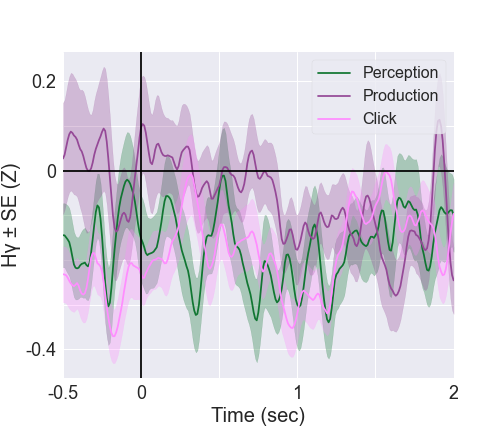 Perception
Production
Click
Hγ ± SE (Z)
0.2
0
-0.4
-0.5
0
1
2
Time (sec)